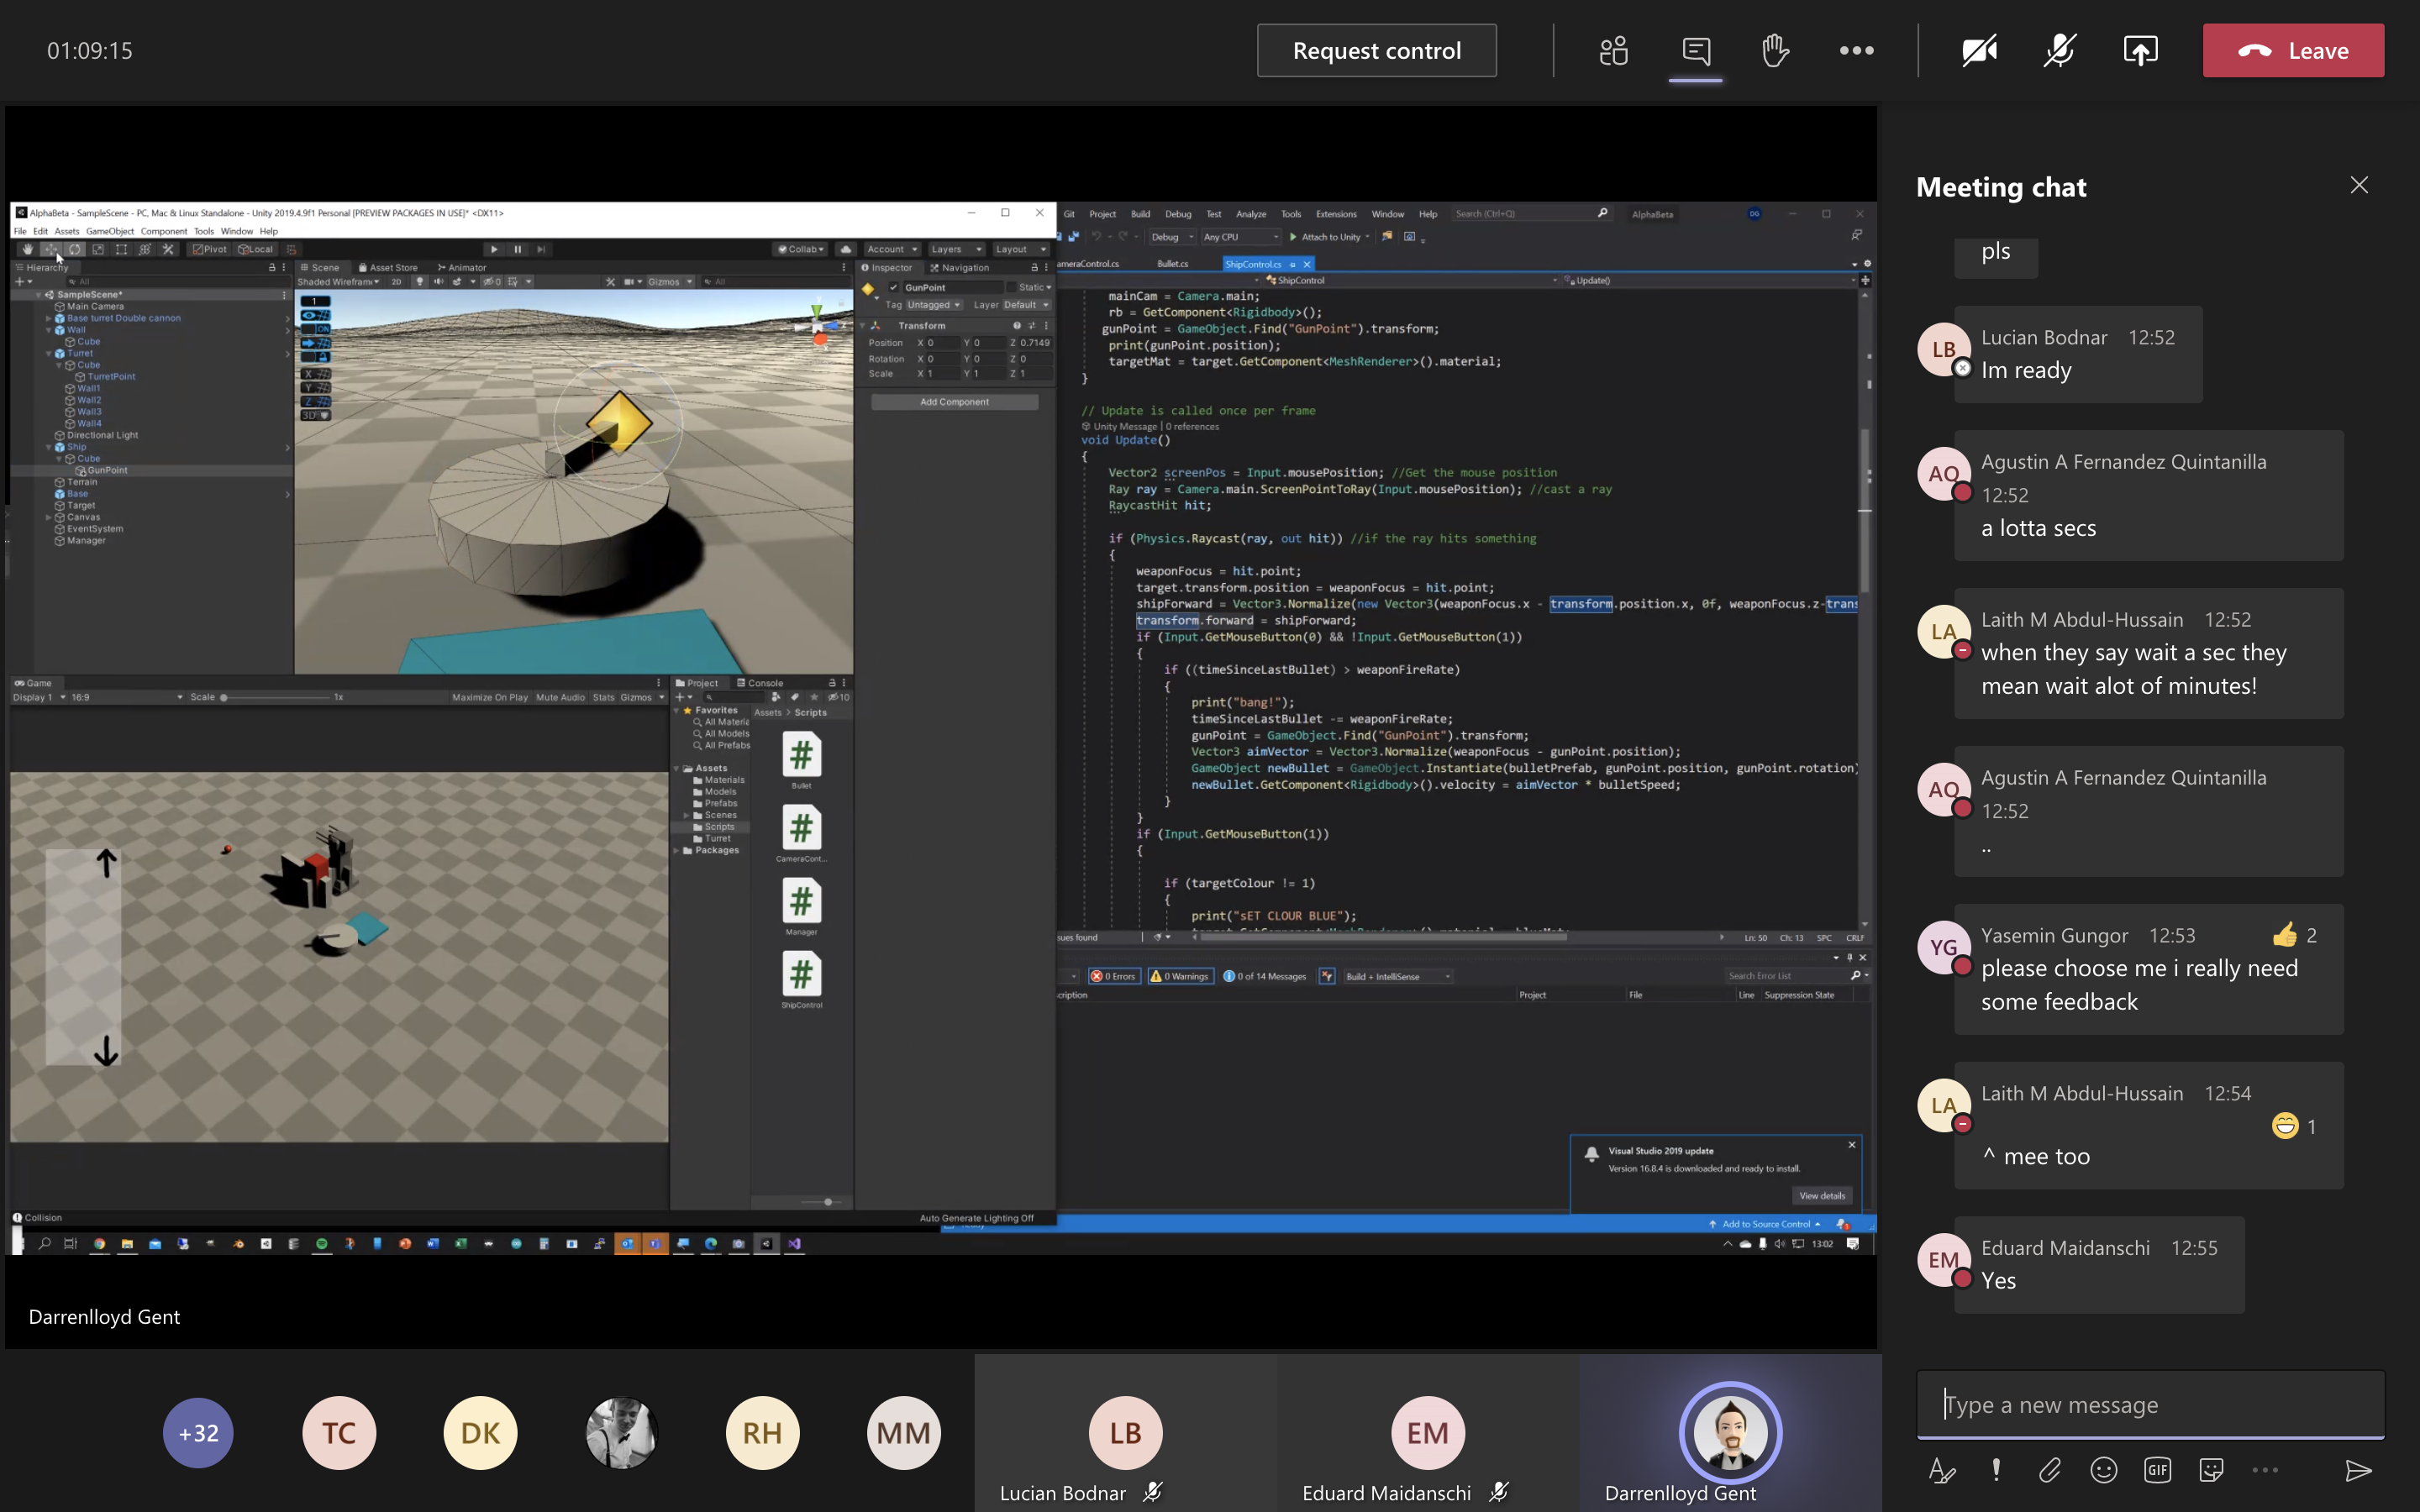 01:09:15
Request control
Leave
AlphaBeta - SampleScene - PC, Mac & Linux Standalone - Unity 2019.4.9f1 Personal [PREVIEW PACKAGES IN USE]* <DX11>
File Edit Assets GameObject Component Tools Window Help
Pivot Local
Collab Account Layers Layout
Hierarchy
All
SampleScene*
Main Camera
Base turret Double cannon
Wall
Cube
Turret
Cube
TurretPoint
Wall1
Wall2
Wall3
Wall4
Directional Light
Ship
Cube
GunPoint
Terrain
Base
Target
Canvas
EventSystem
Manager
Scene Asset Store Animator
Shaded Wireframe 2D 0 Gizmos All
1
ON
X
Y
Z
3D
Inspector Navigation
GunPoint Static
Tag Untagged Layer Default
Transform
Position X 0 Y 0 Z 0.7149
Rotation X 0 Y 0 Z 0
Scale X 1 Y 1 Z 1
Add Component
Game
Display 1 16:9 Scale 1x Maximize On Play Mute Audio Stats Gizmos
Project Console
10
Favorites
All Materia
All Models
All Prefabs
Assets
Materials
Models
Prefabs
Scenes
Scripts
Turret
Packages
Assets > Scripts
Bullet
CameraCont...
Manager
ShipControl
Collision
Auto Generate Lighting Off
Git Project Build Debug Test Analyze Tools Extensions Window Help Search (Ctrl+Q) AlphaBeta DG
Debug Any CPU Attach to Unity
ameraControl.cs Bullet.cs ShipControl.cs
ShipControl Update()
mainCam = Camera.main;
rb = GetComponent<Rigidbody>();
gunPoint = GameObject.Find("GunPoint").transform;
print(gunPoint.position);
targetMat = target.GetComponent<MeshRenderer>().material;
}
// Update is called once per frame
Unity Message | 0 references
void Update()
{
Vector2 screenPos = Input.mousePosition; //Get the mouse position
Ray ray = Camera.main.ScreenPointToRay(Input.mousePosition); //cast a ray
RaycastHit hit;
if (Physics.Raycast(ray, out hit)) //if the ray hits something
{
weaponFocus = hit.point;
target.transform.position = weaponFocus = hit.point;
shipForward = Vector3.Normalize(new Vector3(weaponFocus.x - transform.position.x, 0f, weaponFocus.z-trans
transform.forward = shipForward;
if (Input.GetMouseButton(0) && !Input.GetMouseButton(1))
{
if ((timeSinceLastBullet) > weaponFireRate)
{
print("bang!");
timeSinceLastBullet -= weaponFireRate;
gunPoint = GameObject.Find("GunPoint").transform;
Vector3 aimVector = Vector3.Normalize(weaponFocus - gunPoint.position);
GameObject newBullet = GameObject.Instantiate(bulletPrefab, gunPoint.position, gunPoint.rotation)
newBullet.GetComponent<Rigidbody>().velocity = aimVector * bulletSpeed;
}
}
if (Input.GetMouseButton(1))
{
if (targetColour != 1)
{
print("sET CLOUR BLUE");
sues found Ln: 50 Ch: 13 SPC CRLF
0 Errors 0 Warnings 0 of 14 Messages Build + IntelliSense Search Error List
cription Project File Line Suppression State
Visual Studio 2019 update
Version 16.8.4 is downloaded and ready to install.
View details
Add to Source Control
13:02
Darrenlloyd Gent
+32
TC
DK
RH
MM
LB
Lucian Bodnar
EM
Eduard Maidanschi
Darrenlloyd Gent
Meeting chat
pls
LB
Lucian Bodnar 12:52
Im ready
AQ
Agustin A Fernandez Quintanilla
12:52
a lotta secs
LA
Laith M Abdul-Hussain 12:52
when they say wait a sec they
mean wait alot of minutes!
AQ
Agustin A Fernandez Quintanilla
12:52
..
YG
Yasemin Gungor 12:53 2
please choose me i really need
some feedback
LA
Laith M Abdul-Hussain 12:54
1
^ mee too
EM
Eduard Maidanschi 12:55
Yes
Type a new message
GIF